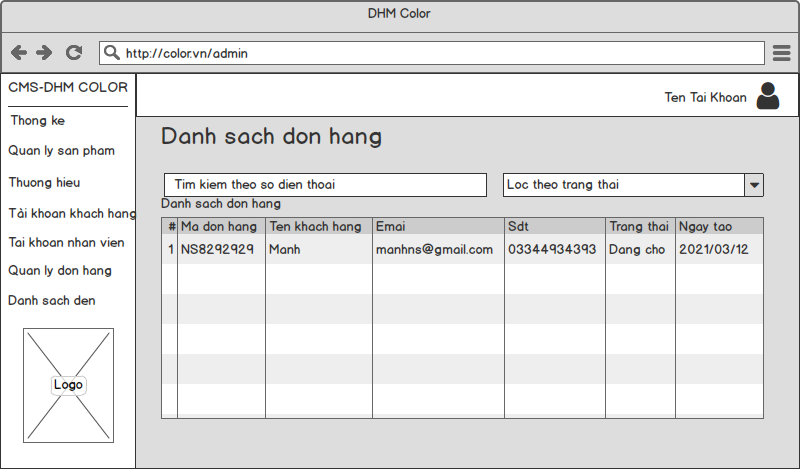 DHM Color
http://color.vn/admin
CMS-DHM COLOR
Ten Tai Khoan
Thong ke
Quan ly san pham
Thuong hieu
Tài khoan khach hang
Tai khoan nhan vien
Quan ly don hang
Danh sach den
Logo
Danh sach don hang
Tim kiem theo so dien thoai
Loc theo trang thai
Danh sach don hang
# Ma don hang Ten khach hang Emai Sdt Trang thai Ngay tao
1 NS8292929 Manh manhns@gmail.com 03344934393 Dang cho 2021/03/12